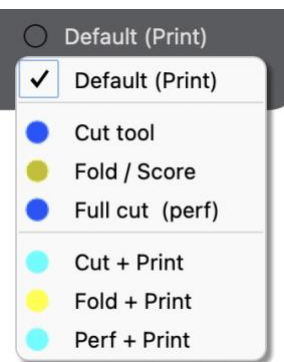 Default (Print)
Default (Print)
Cut tool
Fold / Score
Full cut (perf)
Cut + Print
Fold + Print
Perf + Print